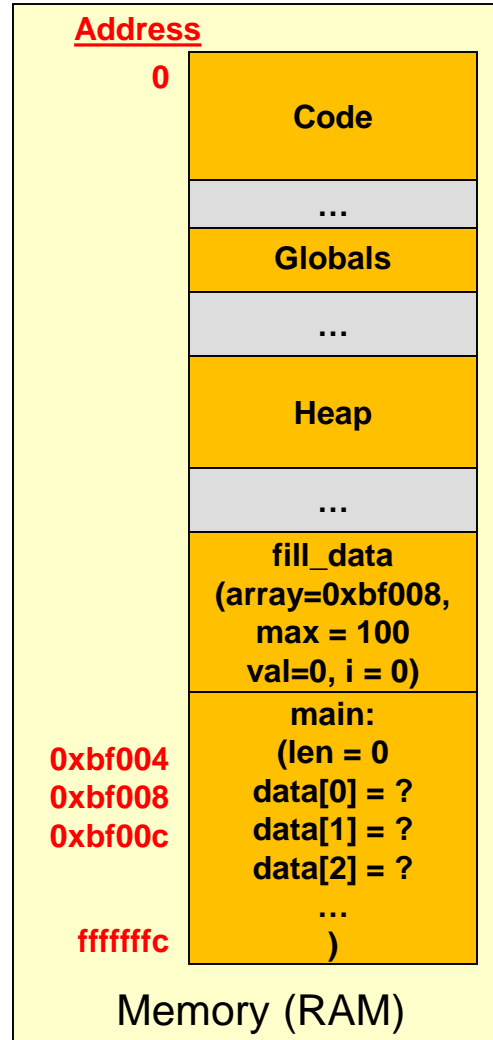 Address
0
Code
…
Globals
…
Heap
…
fill_data
(array=0xbf008,
max = 100
val=0, i = 0)
main:
0xbf004 (len = 0
0xbf008 data[0] = ?
0xbf00c data[1] = ?
data[2] = ?
…
fffffffc )
Memory (RAM)